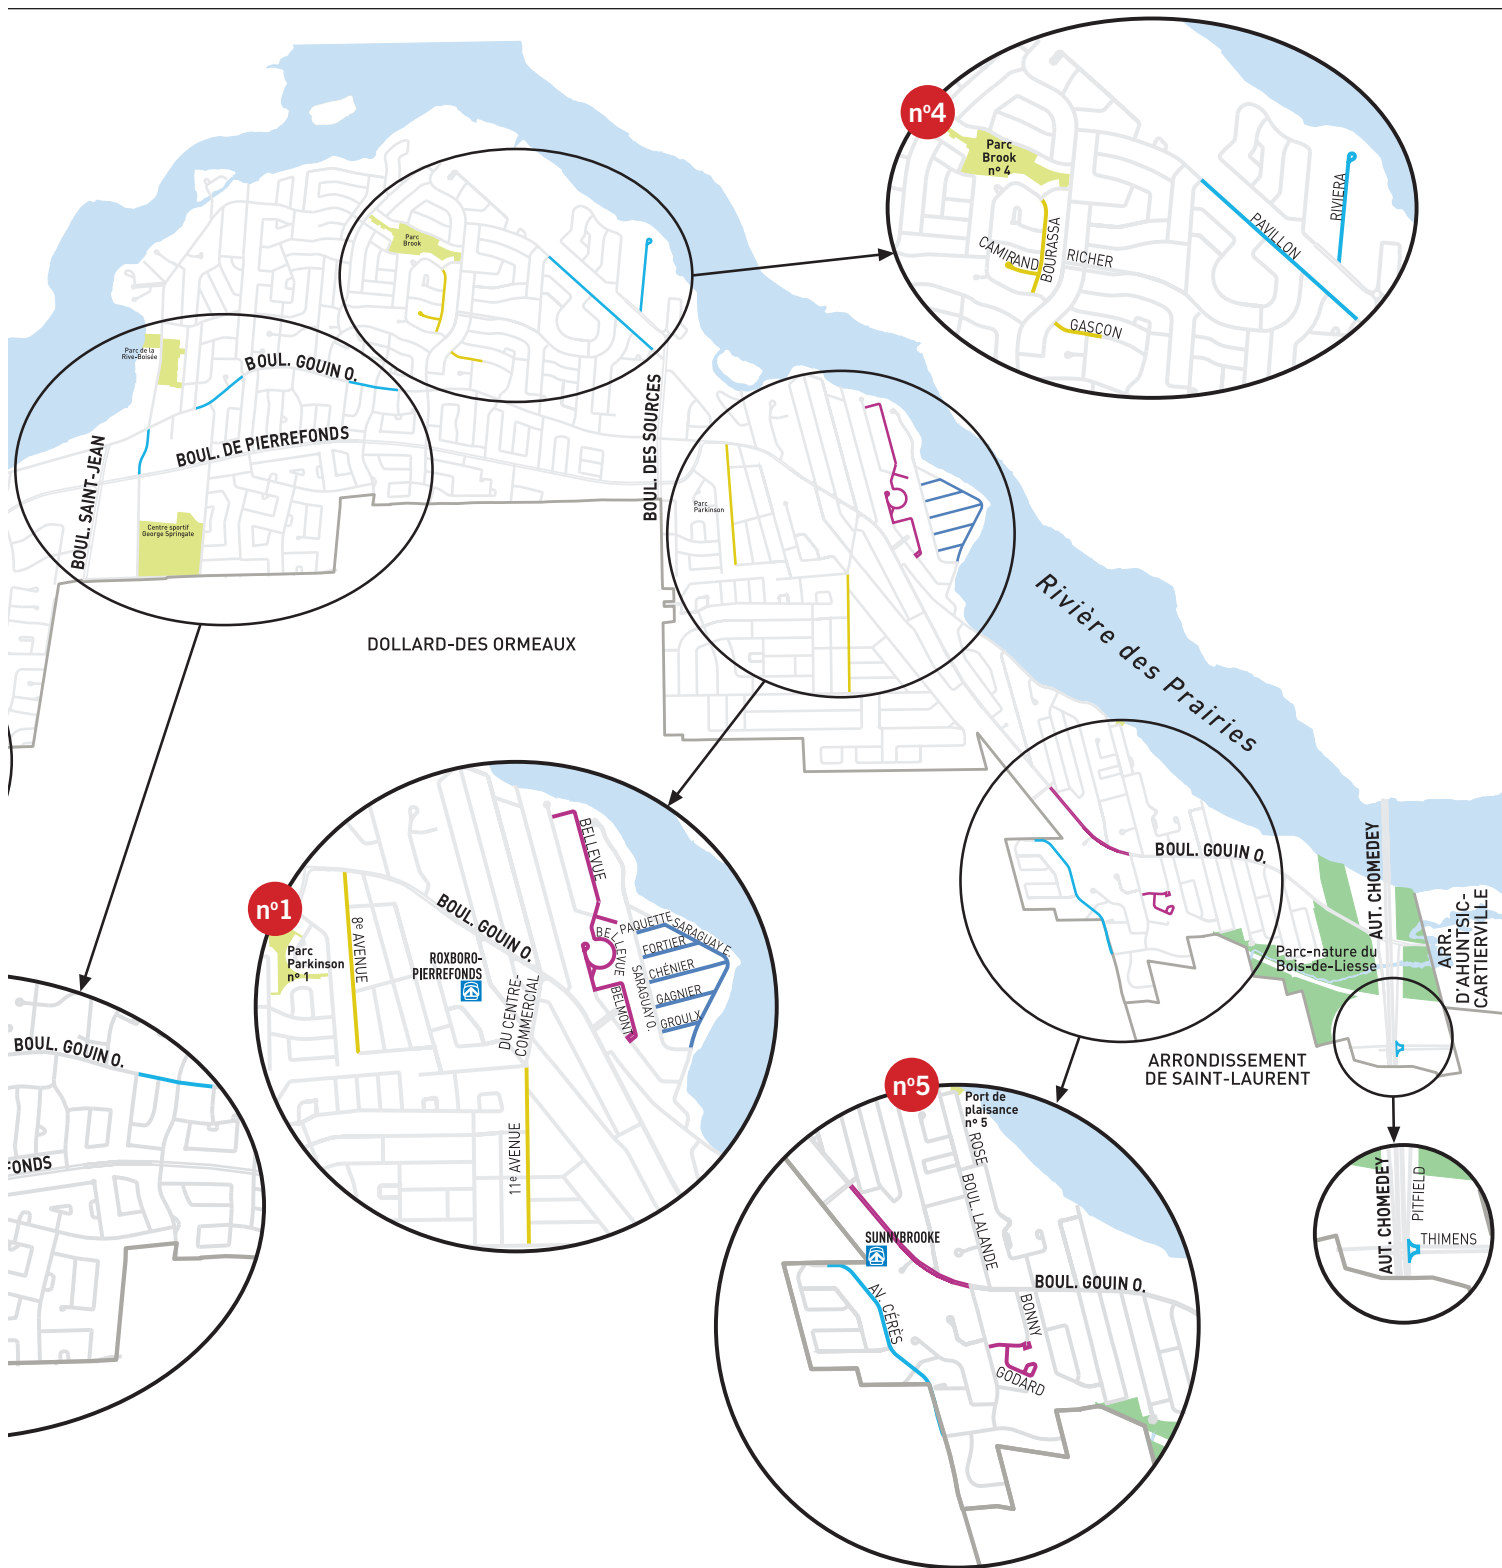 nº4
Parc
Brook
nº 4
RIVIERA
PAVILLON
BOURASSA
CAMIRAND
RICHER
GASCON
Parc
Brook
Parc de la
Rive-Boisée
BOUL. GOUIN O.
BOUL. DE PIERREFONDS
BOUL. SAINT-JEAN
BOUL. DES SOURCES
Centre sportif
George Springate
Parc
Parkinson
DOLLARD-DES ORMEAUX
Rivière des Prairies
BOUL. GOUIN O.
AUT. CHOMEDEY
ARR.
D'AHUNTSIC-
CARTIERVILLE
Parc-nature du
Bois-de-Liesse
ARRONDISSEMENT
DE SAINT-LAURENT
nº1
Parc
Parkinson
nº 1
8e AVENUE
BOUL. GOUIN O.
ROXBORO-
PIERREFONDS
DU CENTRE-
COMMERCIAL
11e AVENUE
BELLEVUE
BELLEVUE
BELMONT
PAQUETTE
SARAGUAY E.
SARAGUAY O.
FORTIER
CHÉNIER
GAGNIER
GROULX
BOUL. GOUIN O.
FONDS
nº5
Port de
plaisance
nº 5
ROSE
BOUL. LALANDE
SUNNYBROOKE
BOUL. GOUIN O.
AV. CÉRÈS
BONNY
GODARD
AUT. CHOMEDEY
PITFIELD
THIMENS